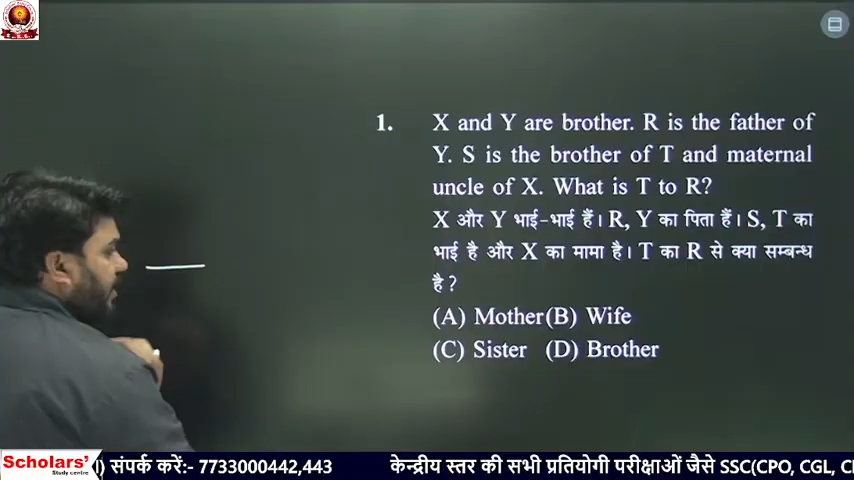 1. X and Y are brother. R is the father of
Y. S is the brother of T and maternal
uncle of X. What is T to R?
X और Y भाई-भाई हैं। R, Y का पिता हैं। S, T का
भाई है और X का मामा है। T का R से क्या सम्बन्ध
है?
(A) Mother(B) Wife
(C) Sister (D) Brother
Scholars'
Study centre
) संपर्क करें:- 7733000442,443 केन्द्रीय स्तर की सभी प्रतियोगी परीक्षाओं जैसे SSC(CPO, CGL,